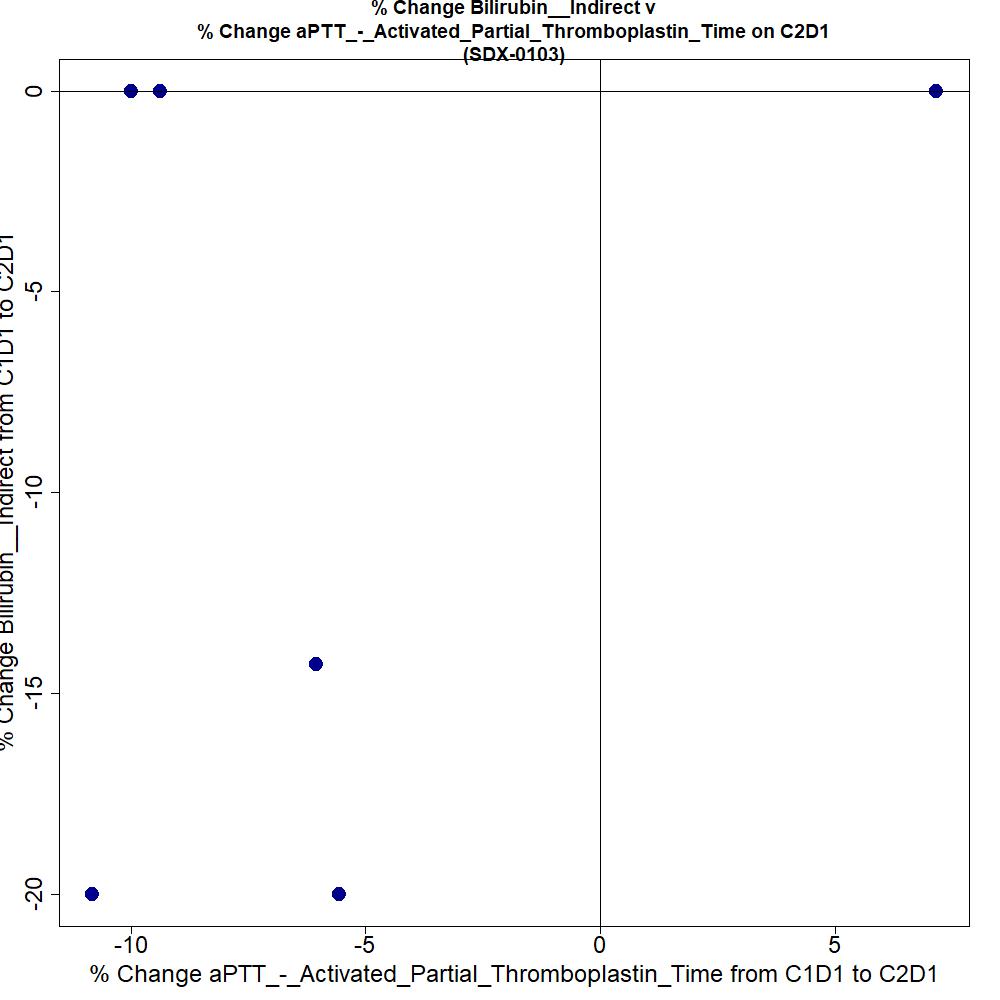 % Change Bilirubin__Indirect v
% Change aPTT_-_Activated_Partial_Thromboplastin_Time on C2D1
(SDX-0103)
% Change Bilirubin__Indirect from C1D1 to C2D1
0
-5
-10
-15
-20
-10
-5
0
5
% Change aPTT_-_Activated_Partial_Thromboplastin_Time from C1D1 to C2D1